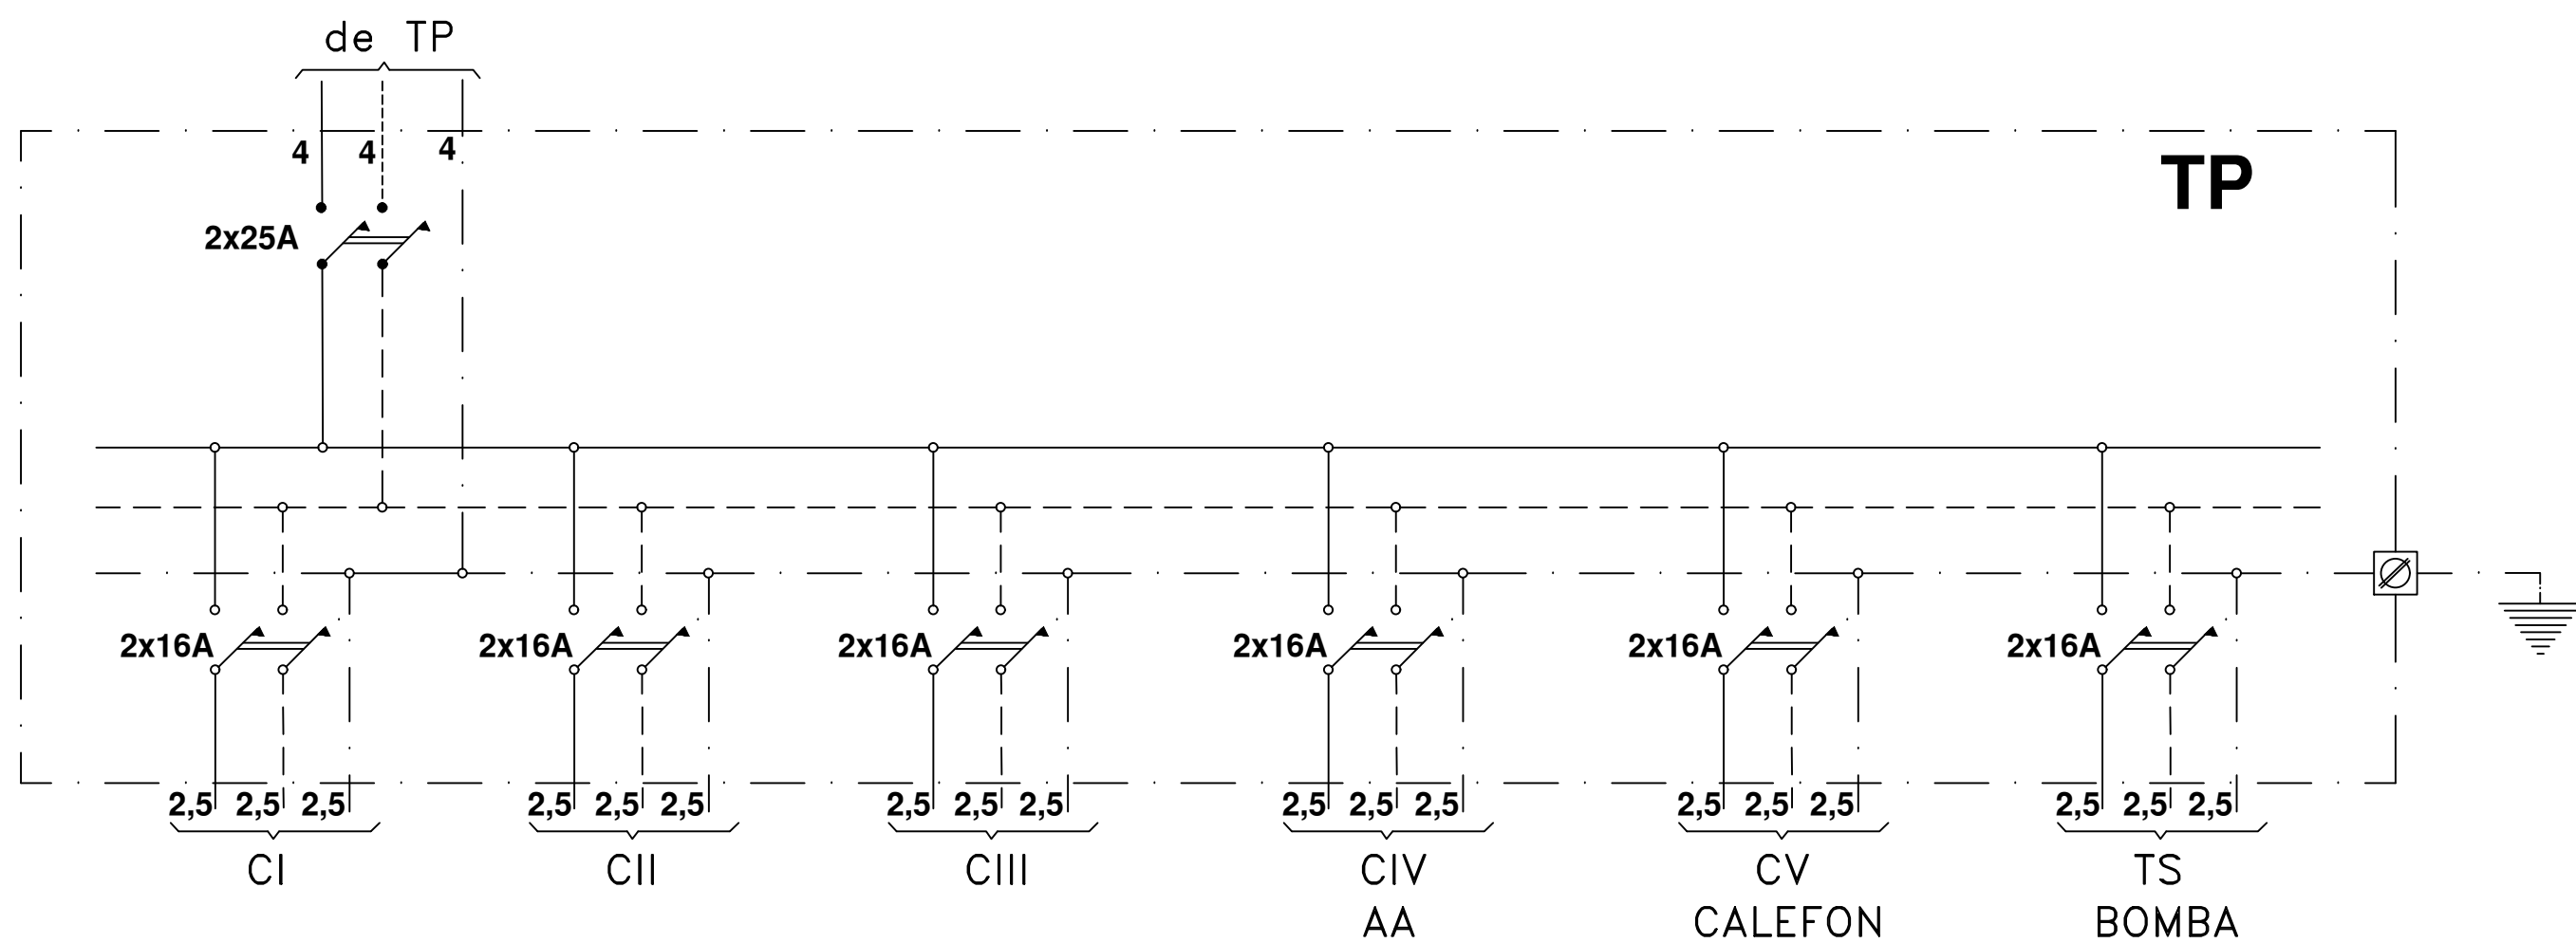 de TP
4 4 4
TP
2x25A
2x16A 2x16A 2x16A 2x16A 2x16A 2x16A
2,5 2,5 2,5 2,5 2,5 2,5 2,5 2,5 2,5 2,5 2,5 2,5 2,5 2,5 2,5 2,5 2,5 2,5
CI CII CIII CIV CV TS
AA CALEFON BOMBA